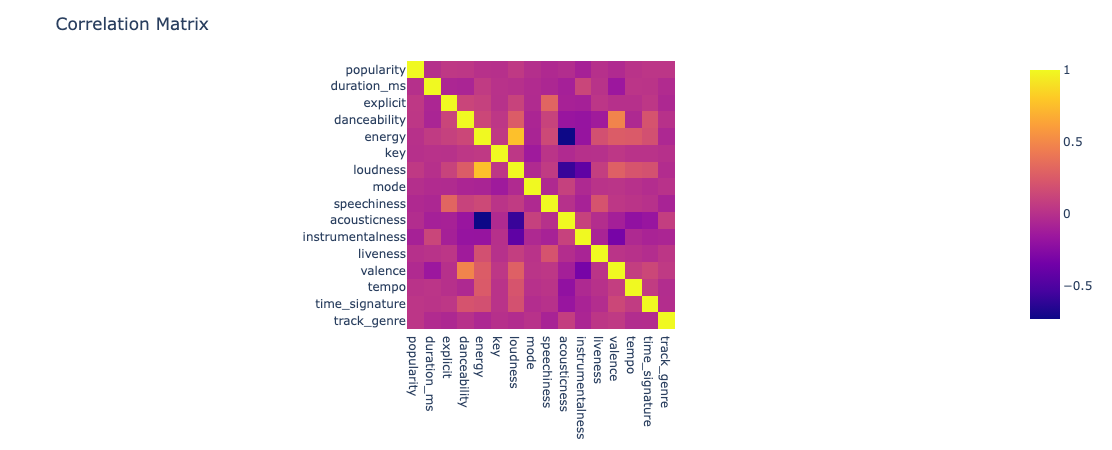 Correlation Matrix
popularity
duration_ms
explicit
danceability
energy
key
loudness
mode
speechiness
acousticness
instrumentalness
liveness
valence
tempo
time_signature
track_genre
popularity
duration_ms
explicit
danceability
energy
key
loudness
mode
speechiness
acousticness
instrumentalness
liveness
valence
tempo
time_signature
track_genre
1
0.5
0
−0.5